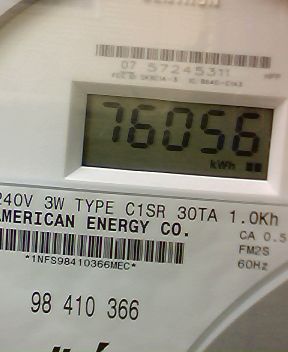 07 57245311
76056
kWh
240V 3W TYPE C1SR 30TA 1.0Kh
AMERICAN ENERGY CO.
CA 0.5
FM2S
*1NFS98410366MEC*
60Hz
98 410 366